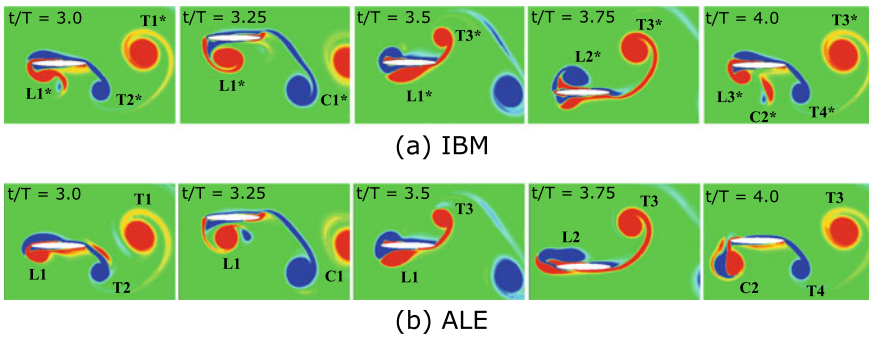 t/T = 3.0 T1* L1* T2*
t/T = 3.25 L1* C1*
t/T = 3.5 T3* L1*
t/T = 3.75 T3* L2*
t/T = 4.0 T3* L3* C2* T4*
(a) IBM
t/T = 3.0 T1 L1 T2
t/T = 3.25 L1 C1
t/T = 3.5 T3 L1
t/T = 3.75 T3 L2
t/T = 4.0 T3 C2 T4
(b) ALE